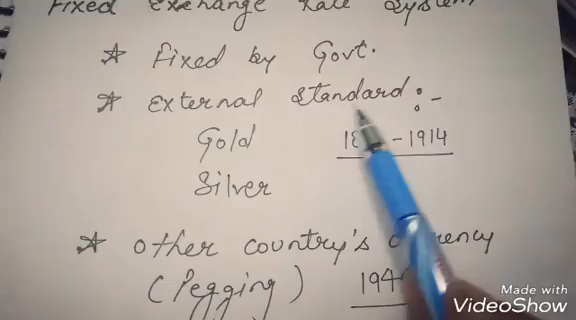 Fixed Exchange Rate System
☆ Fixed by Govt.
☆ External Standard :-
Gold -1914
Silver
☆ Other country's
(Pegging)
Made with
VideoShow